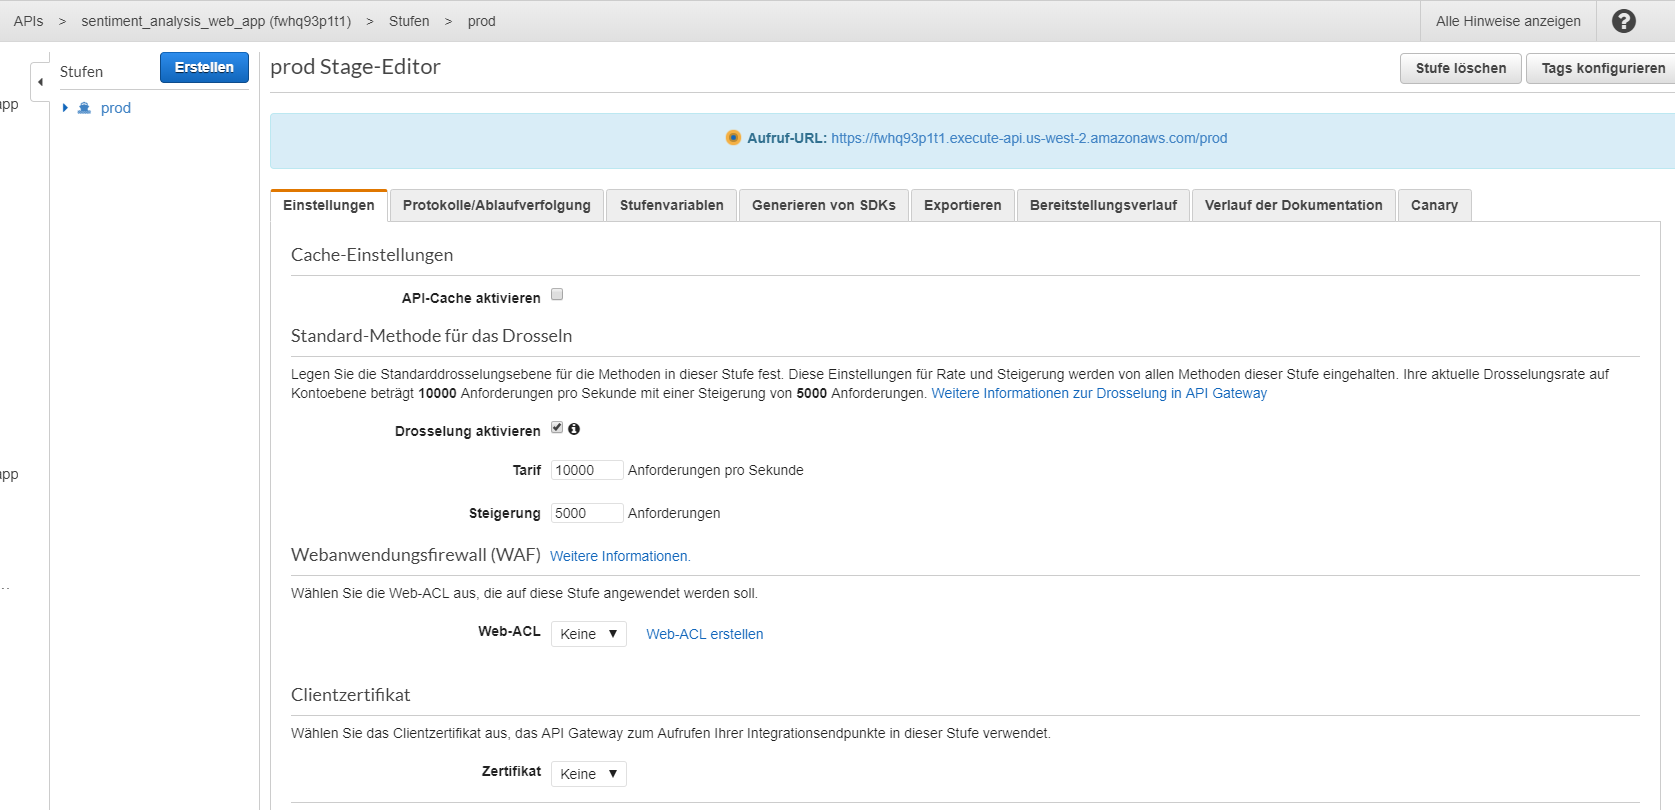 APIs > sentiment_analysis_web_app (fwhq93p1t1) > Stufen > prod
Alle Hinweise anzeigen
Stufen
Erstellen
prod
app
app
...
prod Stage-Editor
Stufe löschen
Tags konfigurieren
Aufruf-URL: https://fwhq93p1t1.execute-api.us-west-2.amazonaws.com/prod
Einstellungen
Protokolle/Ablaufverfolgung
Stufenvariablen
Generieren von SDKs
Exportieren
Bereitstellungsverlauf
Verlauf der Dokumentation
Canary
Cache-Einstellungen
API-Cache aktivieren
Standard-Methode für das Drosseln
Legen Sie die Standarddrosselungsebene für die Methoden in dieser Stufe fest. Diese Einstellungen für Rate und Steigerung werden von allen Methoden dieser Stufe eingehalten. Ihre aktuelle Drosselungsrate auf
Kontoebene beträgt 10000 Anforderungen pro Sekunde mit einer Steigerung von 5000 Anforderungen. Weitere Informationen zur Drosselung in API Gateway
Drosselung aktivieren
Tarif 10000 Anforderungen pro Sekunde
Steigerung 5000 Anforderungen
Webanwendungsfirewall (WAF) Weitere Informationen.
Wählen Sie die Web-ACL aus, die auf diese Stufe angewendet werden soll.
Web-ACL Keine Web-ACL erstellen
Clientzertifikat
Wählen Sie das Clientzertifikat aus, das API Gateway zum Aufrufen Ihrer Integrationsendpunkte in dieser Stufe verwendet.
Zertifikat Keine